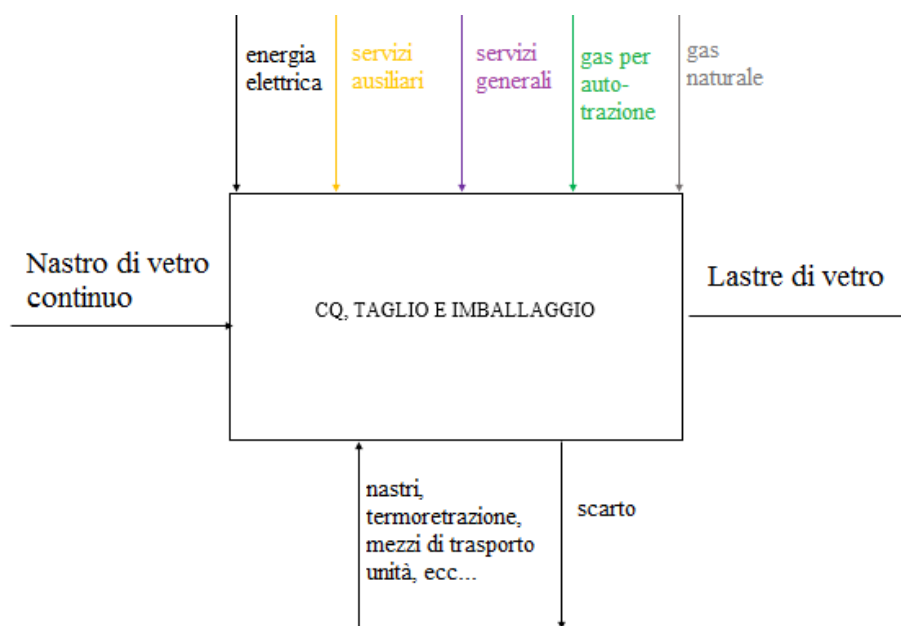 energia
elettrica
servizi
ausiliari
servizi
generali
gas per
auto-
trazione
gas
naturale
Nastro di vetro
continuo
CQ, TAGLIO E IMBALLAGGIO
Lastre di vetro
nastri,
termoretrazione,
mezzi di trasporto
unità, ecc...
scarto